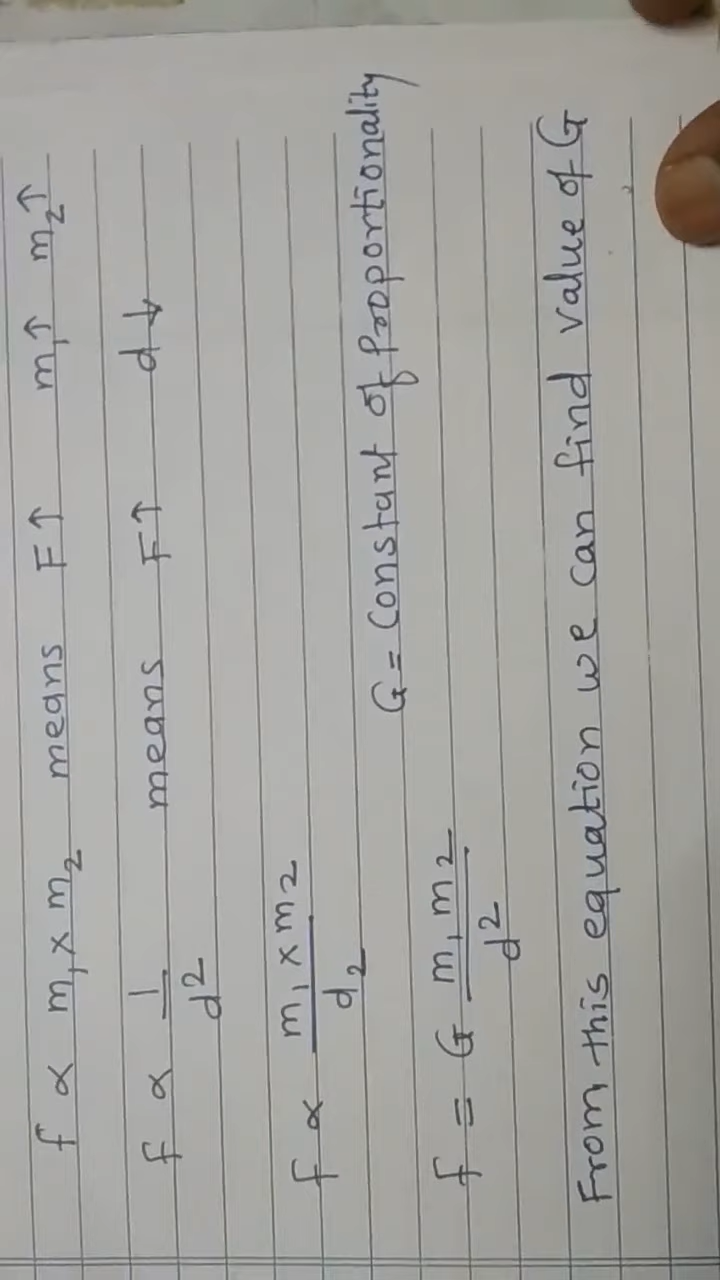 f ∝ m₁ × m₂ means F↑ m₁↑ m₂↑
f ∝ 1/d² means F↑ d↓
f ∝ m₁ × m₂/d₂
G = Constant of Proportionality
f = G m₁ m₂/d²
From this equation we can find value of G